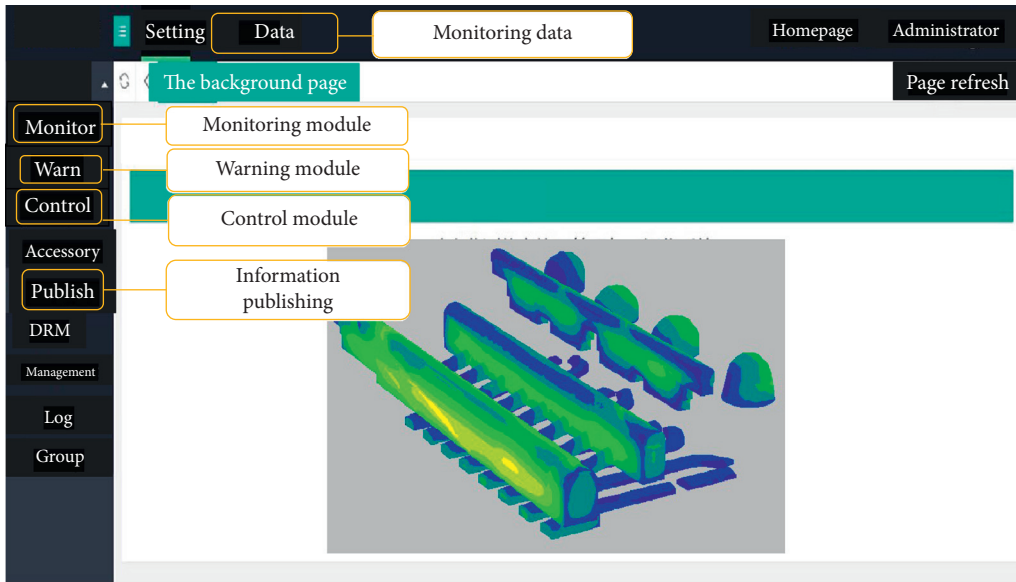 Setting
Data
Monitoring data
Homepage
Administrator
The background page
Page refresh
Monitor
Monitoring module
Warn
Warning module
Control
Control module
Accessory
Publish
Information
publishing
DRM
Management
Log
Group